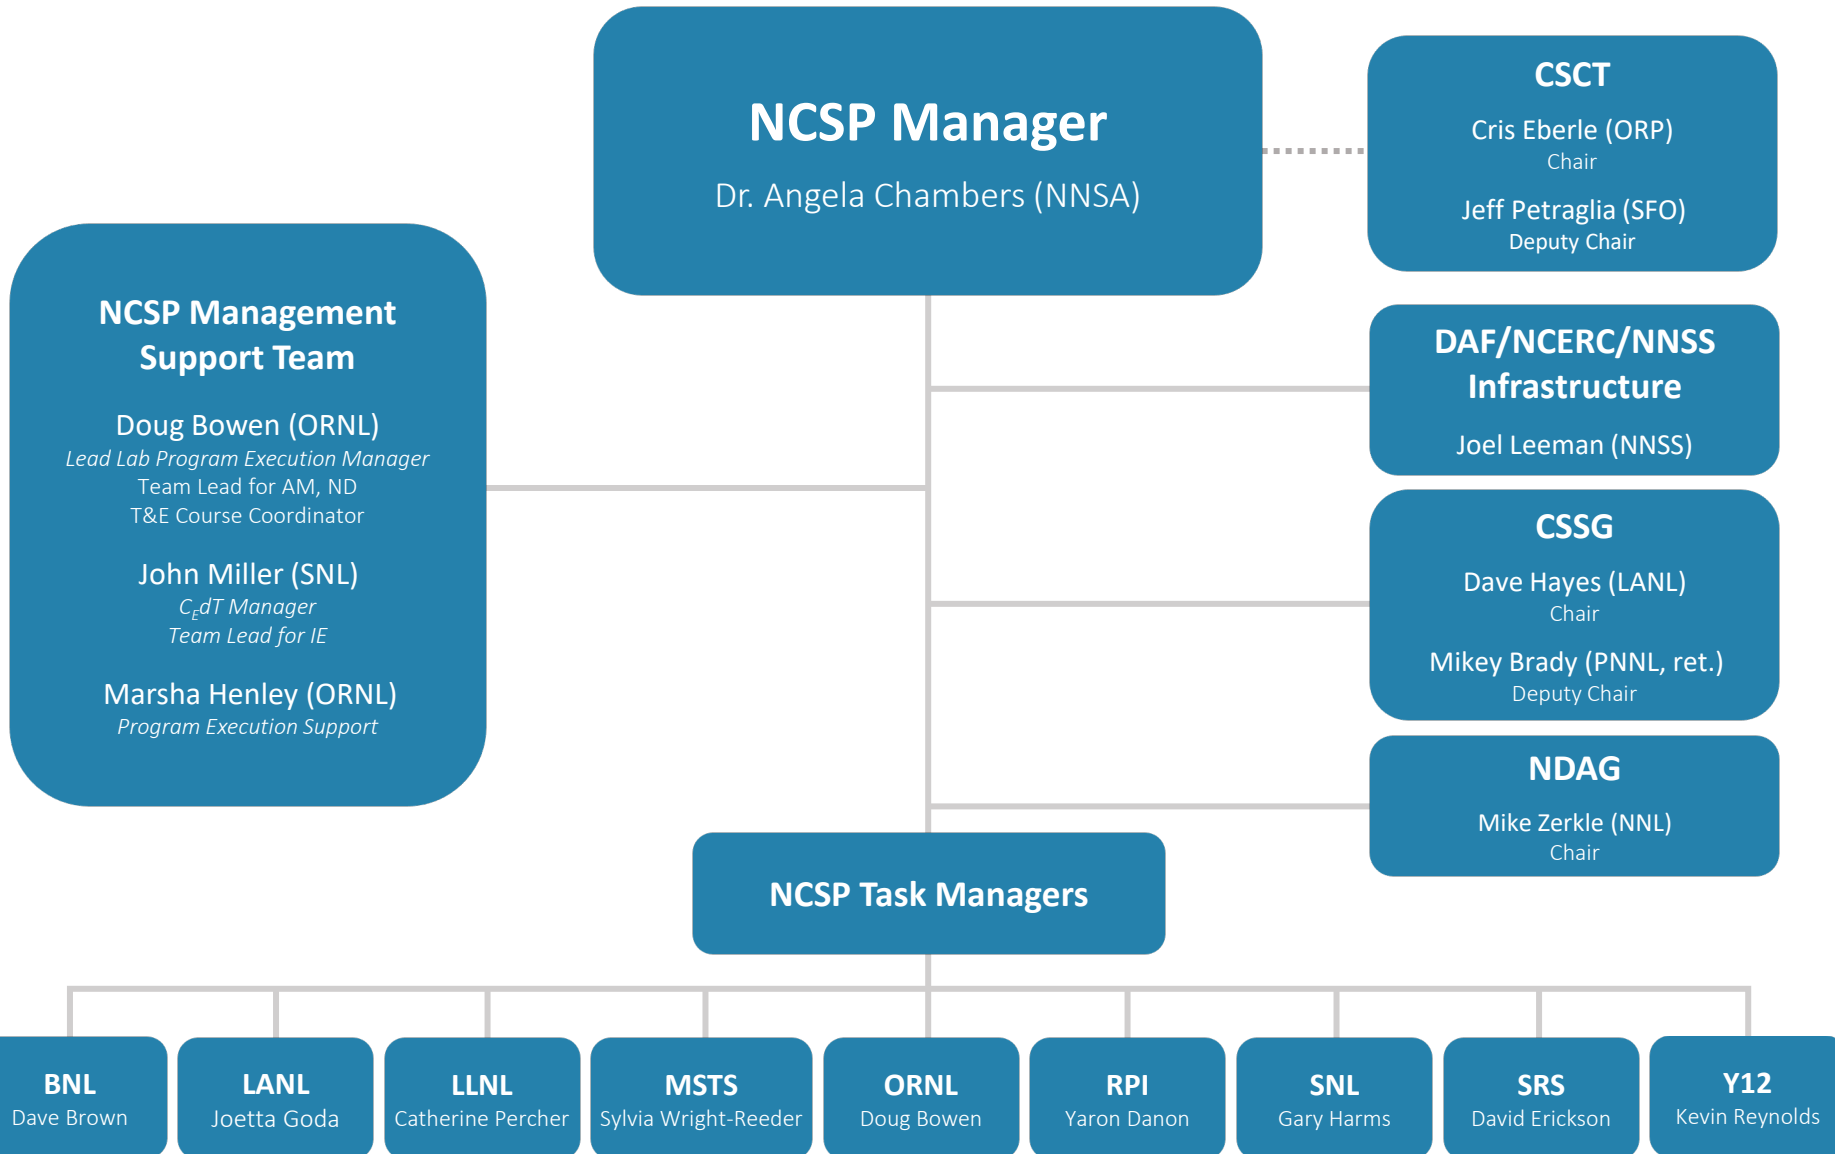 NCSP Manager
Dr. Angela Chambers (NNSA)
CSCT
Cris Eberle (ORP)
Chair
Jeff Petraglia (SFO)
Deputy Chair
NCSP Management
Support Team
Doug Bowen (ORNL)
Lead Lab Program Execution Manager
Team Lead for AM, ND
T&E Course Coordinator
John Miller (SNL)
CEdT Manager
Team Lead for IE
Marsha Henley (ORNL)
Program Execution Support
DAF/NCERC/NNSS
Infrastructure
Joel Leeman (NNSS)
CSSG
Dave Hayes (LANL)
Chair
Mikey Brady (PNNL, ret.)
Deputy Chair
NDAG
Mike Zerkle (NNL)
Chair
NCSP Task Managers
BNL
Dave Brown
LANL
Joetta Goda
LLNL
Catherine Percher
MSTS
Sylvia Wright-Reeder
ORNL
Doug Bowen
RPI
Yaron Danon
SNL
Gary Harms
SRS
David Erickson
Y12
Kevin Reynolds